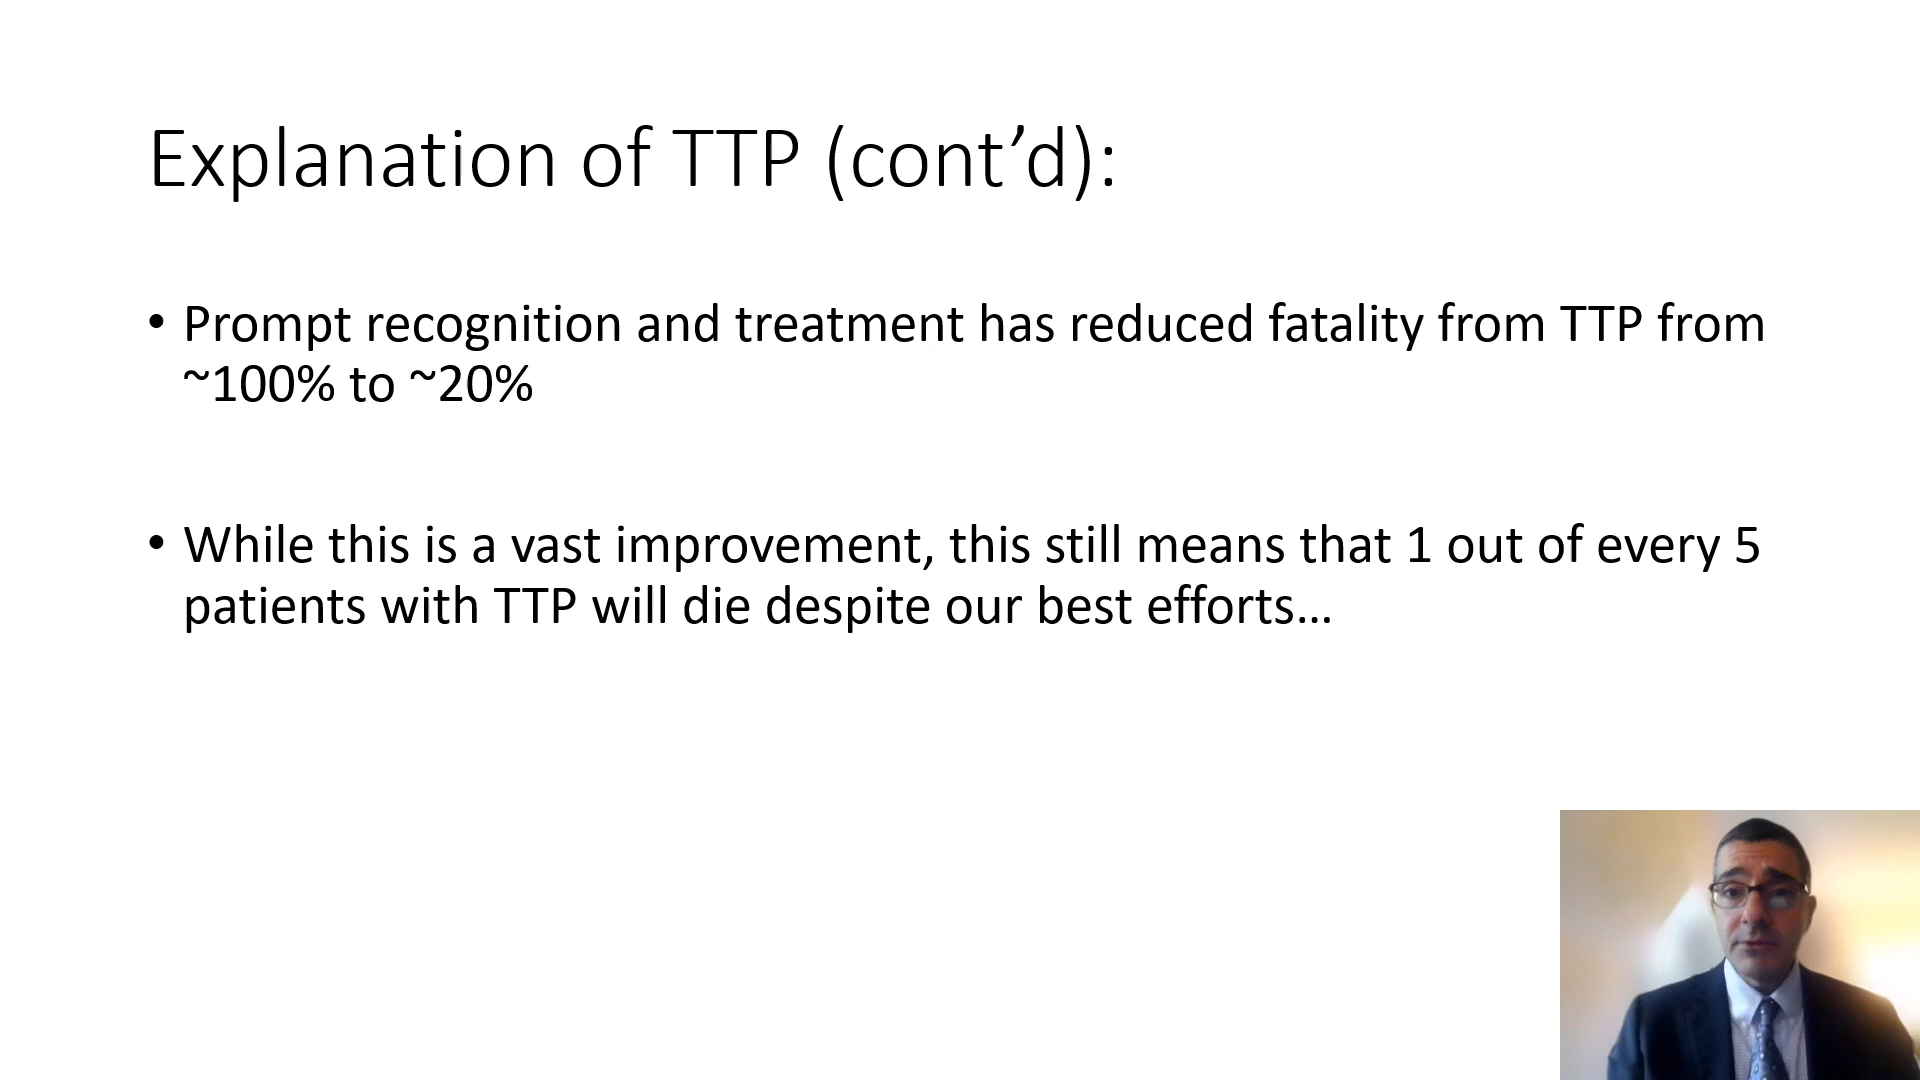 Explanation of TTP (cont’d):
• Prompt recognition and treatment has reduced fatality from TTP from
~100% to ~20%
• While this is a vast improvement, this still means that 1 out of every 5
patients with TTP will die despite our best efforts…